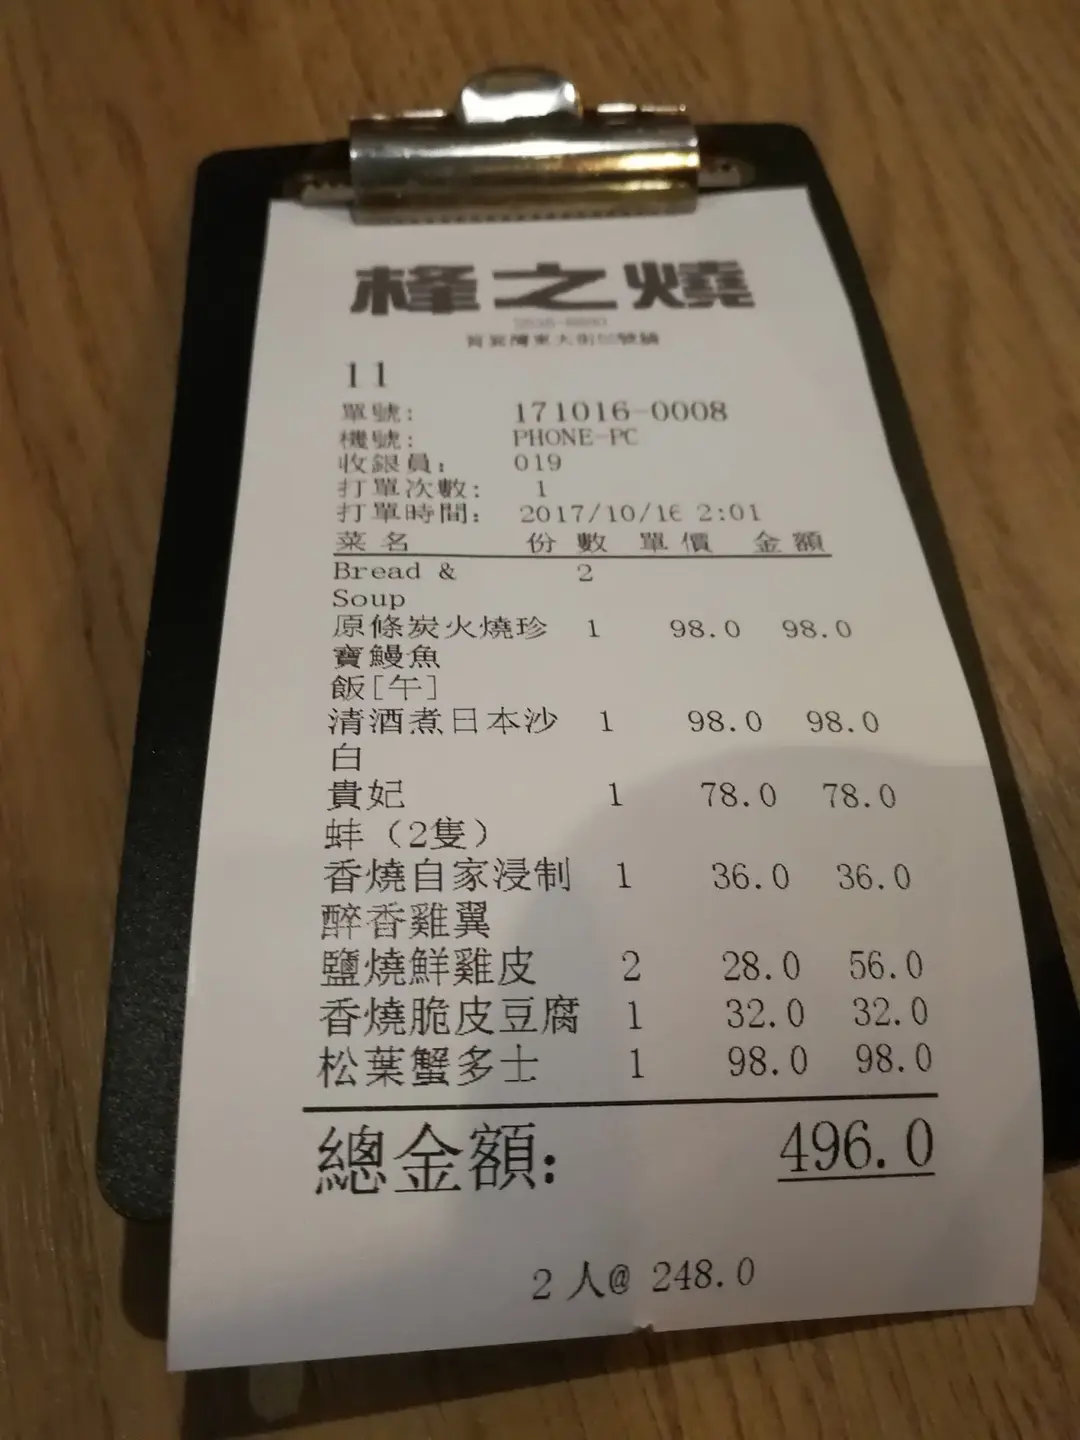 㷨之燒
11
單號: 171016-0008
機號: PHONE-PC
收銀員: 019
打單次數: 1
打單時間: 2017/10/16 2:01
菜名 份數 單價 金額
Bread & 2
Soup
原條炭火燒珍 1 98.0 98.0
寶鰻魚
飯[午]
清酒煮日本沙 1 98.0 98.0
白
貴妃 1 78.0 78.0
蚌（2隻）
香燒自家浸制 1 36.0 36.0
醉香雞翼
鹽燒鮮雞皮 2 28.0 56.0
香燒脆皮豆腐 1 32.0 32.0
松葉蟹多士 1 98.0 98.0
總金額: 496.0
2 人@ 248.0